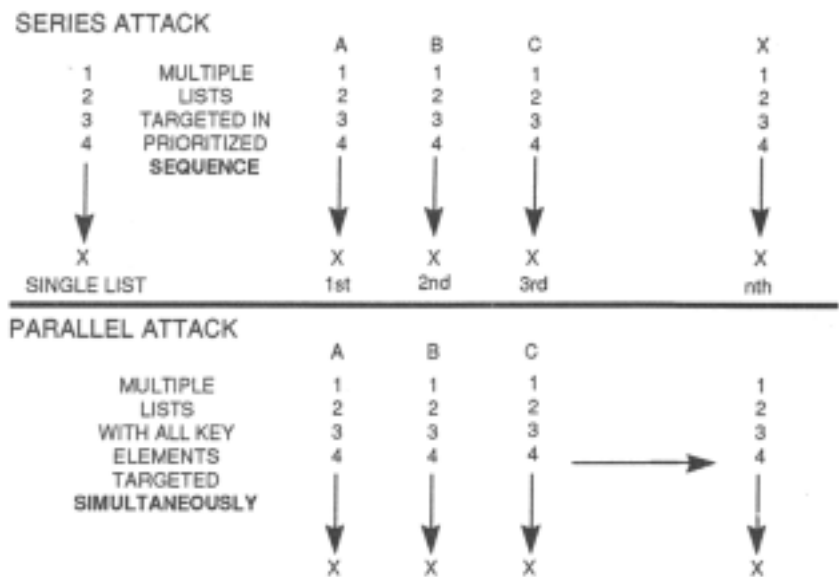 SERIES ATTACK
A B C X
1 MULTIPLE 1 1 1 1
2 LISTS 2 2 2 2
3 TARGETED IN 3 3 3 3
4 PRIORITIZED 4 4 4 4
SEQUENCE
X X X X X
SINGLE LIST 1st 2nd 3rd nth
PARALLEL ATTACK
A B C
MULTIPLE 1 1 1 1
LISTS 2 2 2 2
WITH ALL KEY 3 3 3 3
ELEMENTS 4 4 4 4
TARGETED
SIMULTANEOUSLY
X X X X